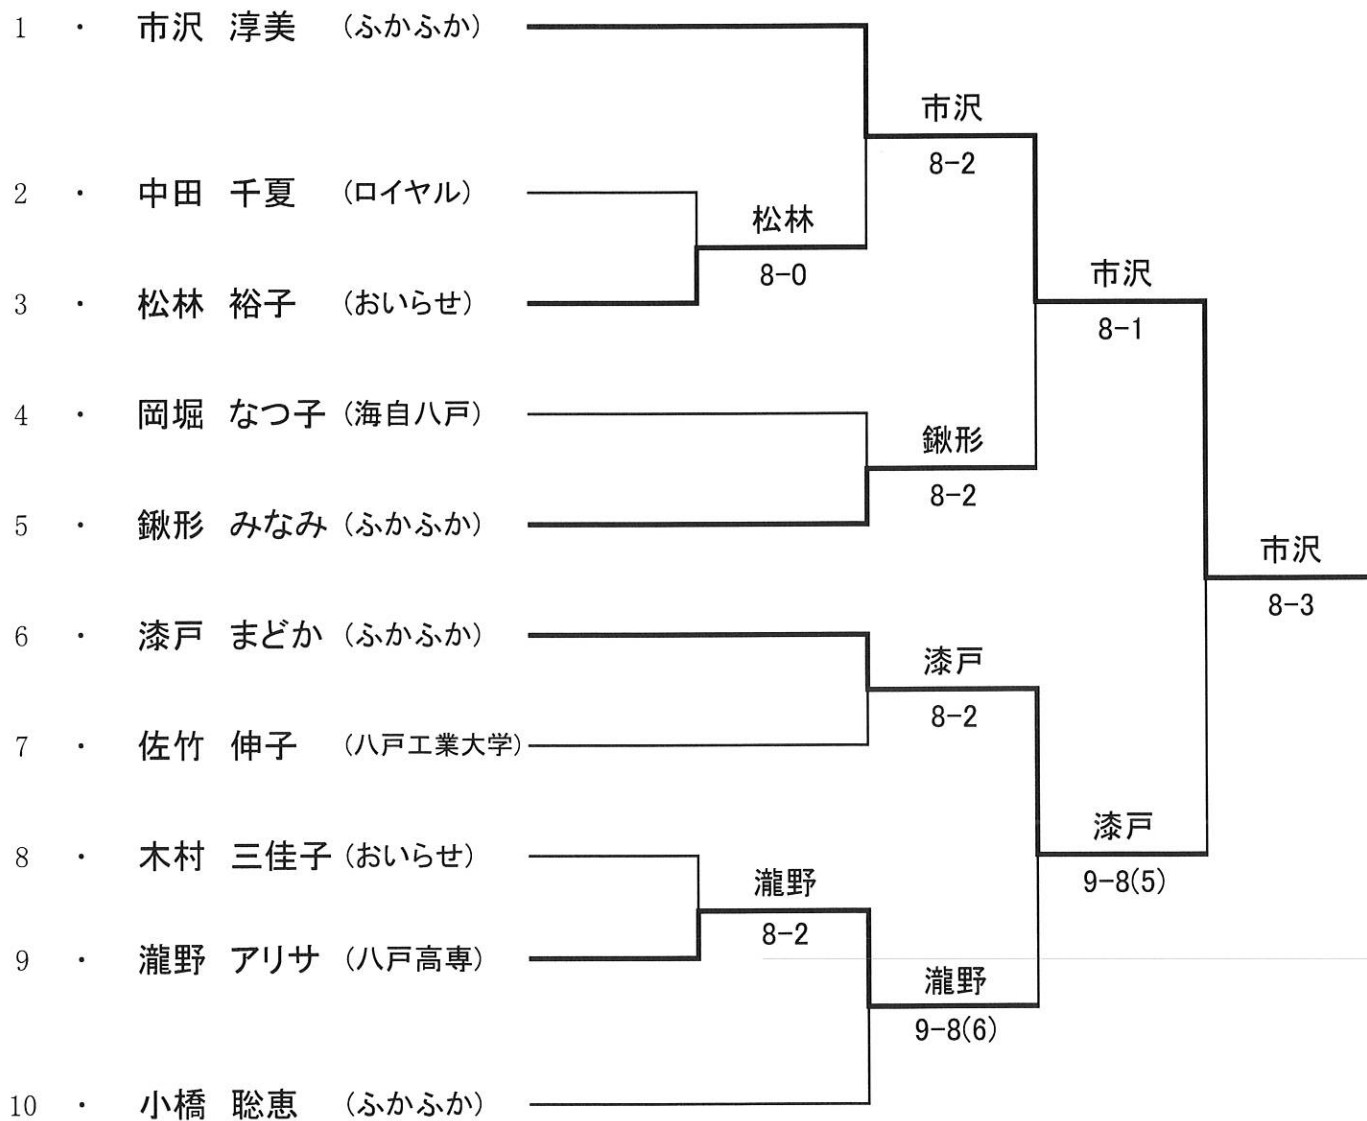 1 ・ 市沢 淳美 (ふかふか)
市沢
8-2
2 ・ 中田 千夏 (ロイヤル)
松林
8-0
3 ・ 松林 裕子 (おいらせ)
市沢
8-1
4 ・ 岡堀 なつ子 (海自八戸)
鍬形
8-2
5 ・ 鍬形 みなみ (ふかふか)
市沢
8-3
6 ・ 漆戸 まどか (ふかふか)
漆戸
8-2
7 ・ 佐竹 伸子 (八戸工業大学)
漆戸
9-8(5)
8 ・ 木村 三佳子 (おいらせ)
瀧野
8-2
9 ・ 瀧野 アリサ (八戸高専)
瀧野
9-8(6)
10 ・ 小橋 聡恵 (ふかふか)